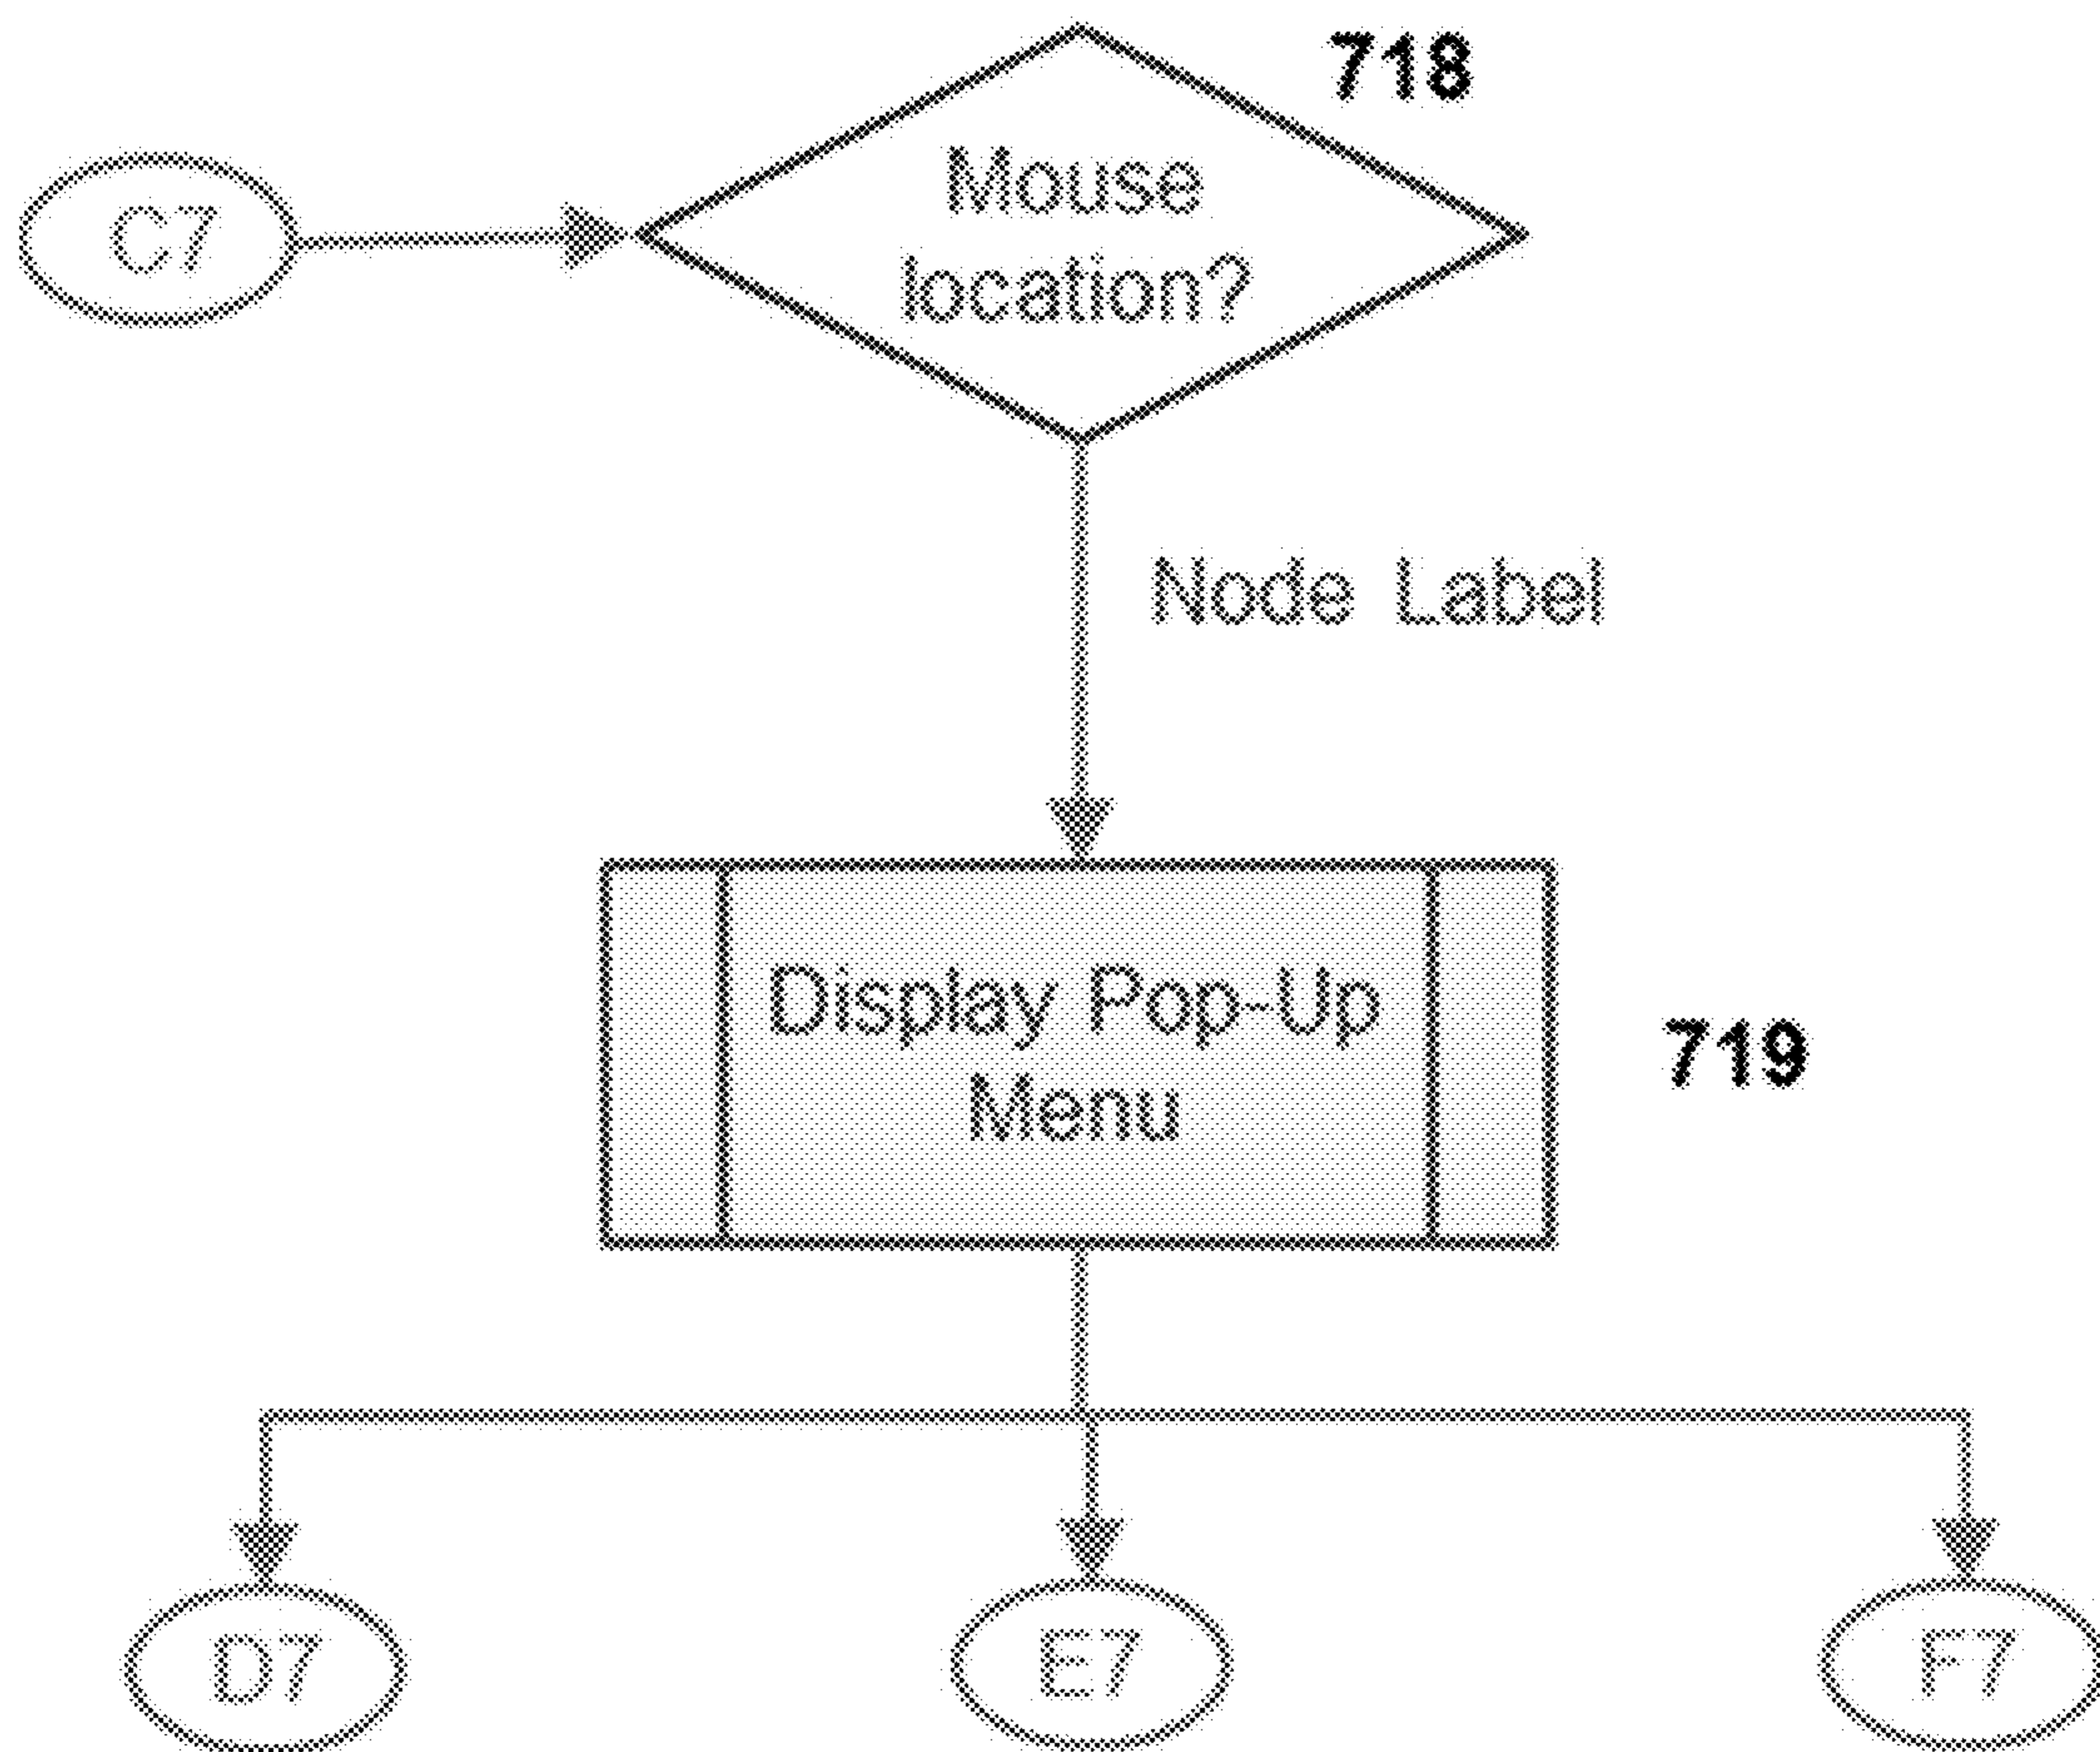 718
C7
Mouse
location?
Node Label
Display Pop-Up
Menu
719
D7
E7
F7